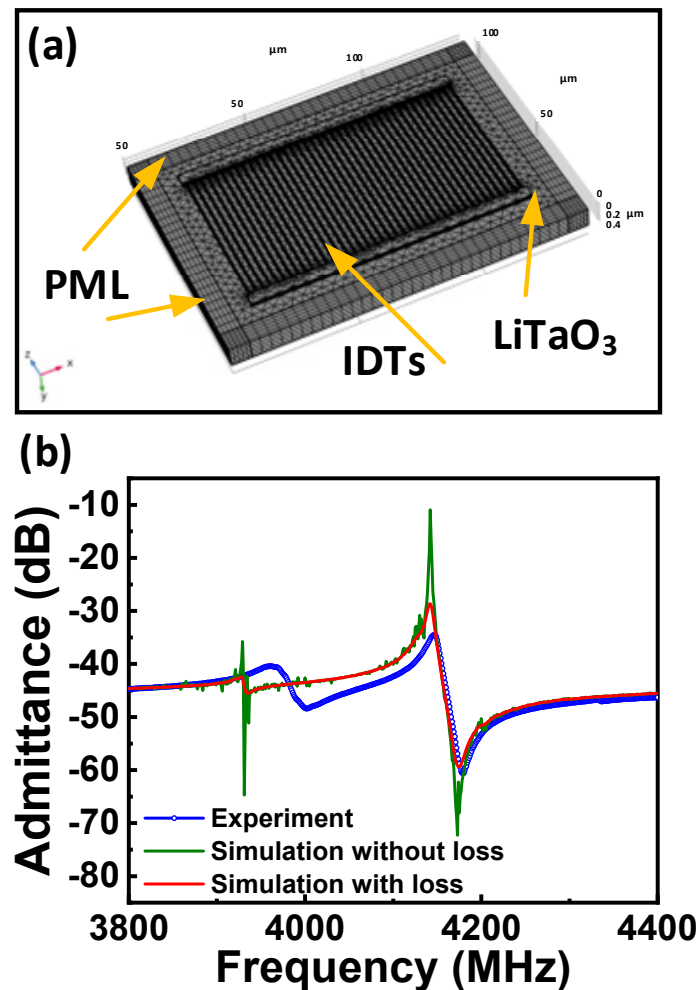 (a)
µm
100
50
50
100
µm
50
0
0
0.2
0.4
µm
PML
IDTs
LiTaO₃
z
x
y
(b)
Admittance (dB)
-10
-20
-30
-40
-50
-60
-70
-80
Experiment
Simulation without loss
Simulation with loss
3800
4000
4200
4400
Frequency (MHz)